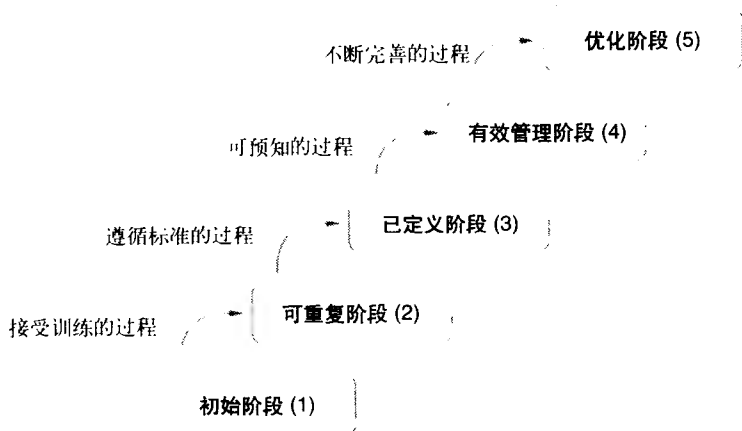 优化阶段 (5)
不断完善的过程
有效管理阶段 (4)
可预知的过程
已定义阶段 (3)
遵循标准的过程
可重复阶段 (2)
接受训练的过程
初始阶段 (1)